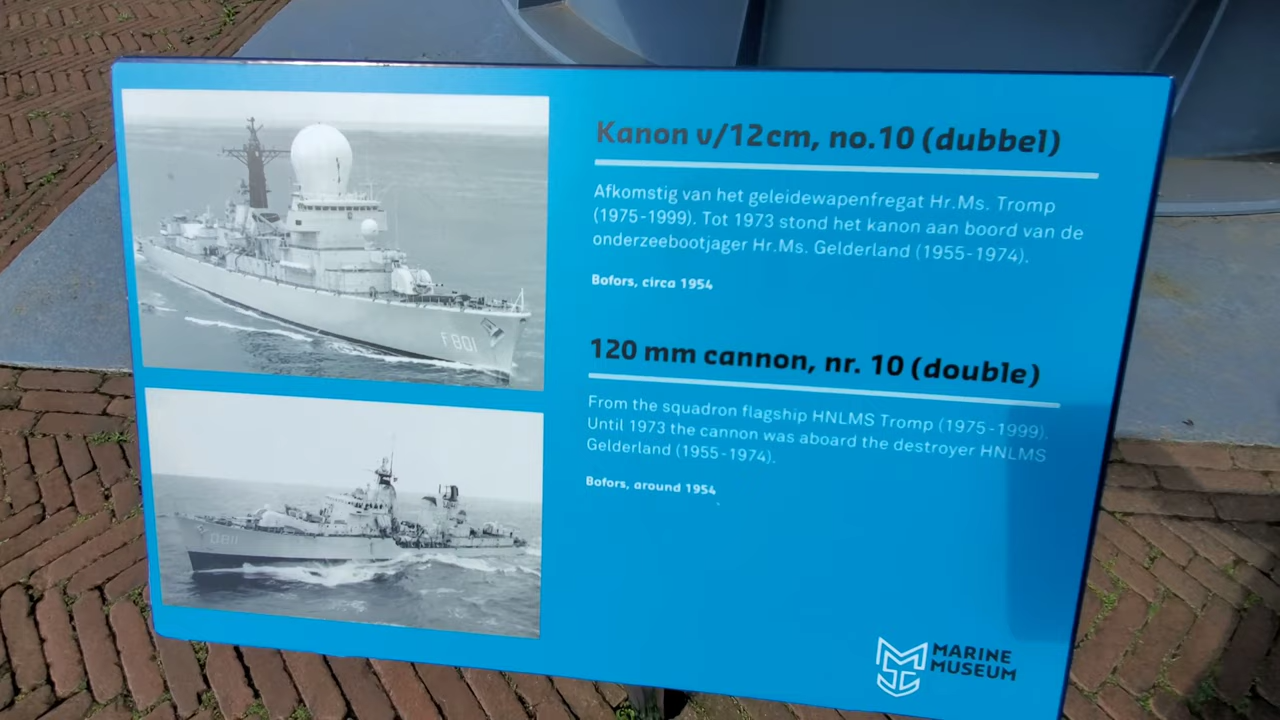 Kanon v/12cm, no.10 (dubbel)
Afkomstig van het geleidewapenfregat Hr.Ms. Tromp
(1975-1999). Tot 1973 stond het kanon aan boord van de
onderzeebootjager Hr.Ms. Gelderland (1955-1974).
Bofors, circa 1954
120 mm cannon, nr. 10 (double)
From the squadron flagship HNLMS Tromp (1975-1999).
Until 1973 the cannon was aboard the destroyer HNLMS
Gelderland (1955-1974).
Bofors, around 1954
F801
D811
MARINE
MUSEUM